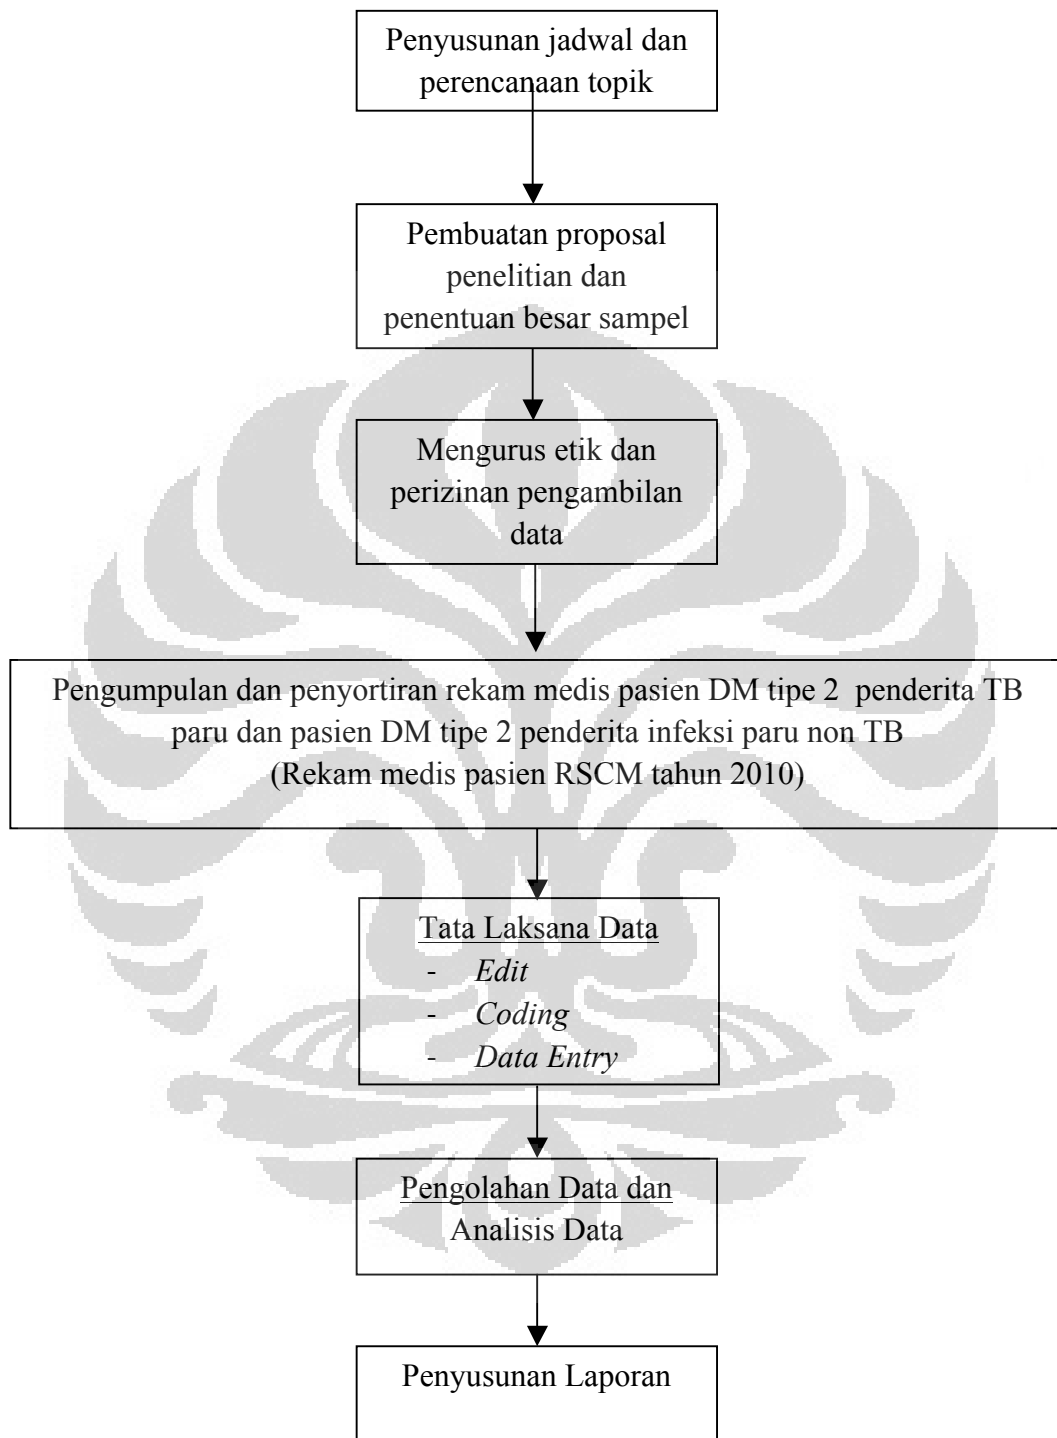 Penyusunan jadwal dan
perencanaan topik
Pembuatan proposal
penelitian dan
penentuan besar sampel
Mengurus etik dan
perizinan pengambilan
data
Pengumpulan dan penyortiran rekam medis pasien DM tipe 2 penderita TB
paru dan pasien DM tipe 2 penderita infeksi paru non TB
(Rekam medis pasien RSCM tahun 2010)
Tata Laksana Data
- Edit
- Coding
- Data Entry
Pengolahan Data dan
Analisis Data
Penyusunan Laporan